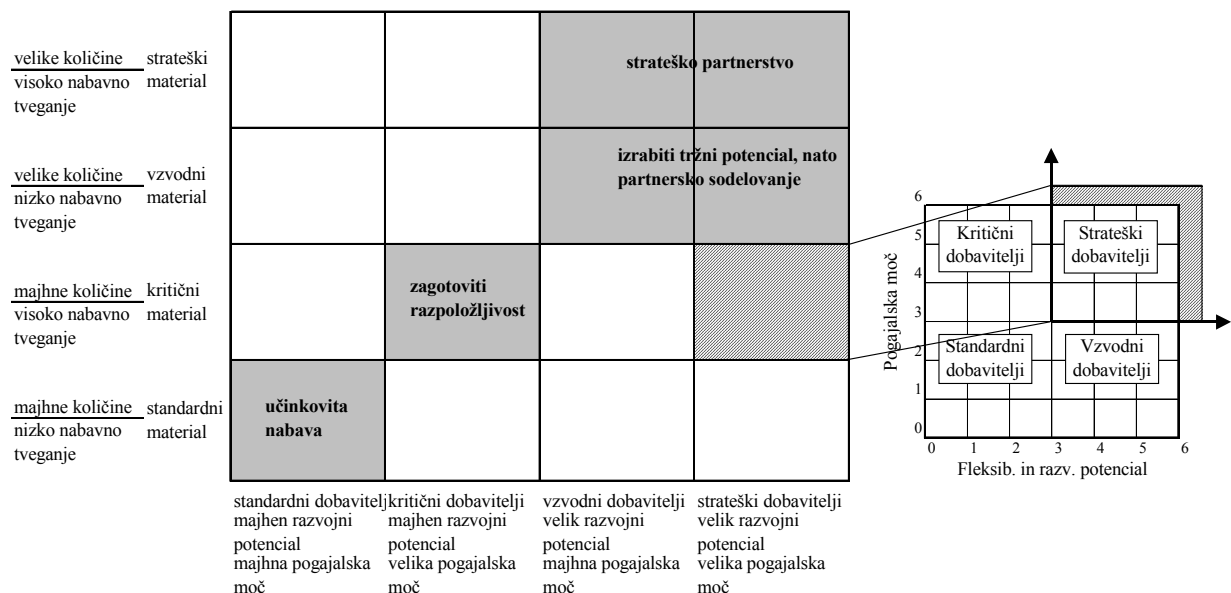 velike količine strateški
visoko nabavno material
tveganje
strateško partnerstvo
velike količine vzvodni
nizko nabavno material
tveganje
izrabiti tržni potencial, nato
partnersko sodelovanje
majhne količine kritični
visoko nabavno material
tveganje
zagotoviti
razpoložljivost
majhne količine standardni
nizko nabavno material
tveganje
učinkovita
nabava
standardni dobavitelj
majhen razvojni
potencial
majhna pogajalska
moč
kritični dobavitelji
majhen razvojni
potencial
velika pogajalska
moč
vzvodni dobavitelji
velik razvojni
potencial
majhna pogajalska
moč
strateški dobavitelji
velik razvojni
potencial
velika pogajalska
moč
Pogajalska moč
6
5
4
3
2
1
0
Kritični
dobavitelji
Strateški
dobavitelji
Standardni
dobavitelji
Vzvodni
dobavitelji
0 1 2 3 4 5 6
Fleksib. in razv. potencial